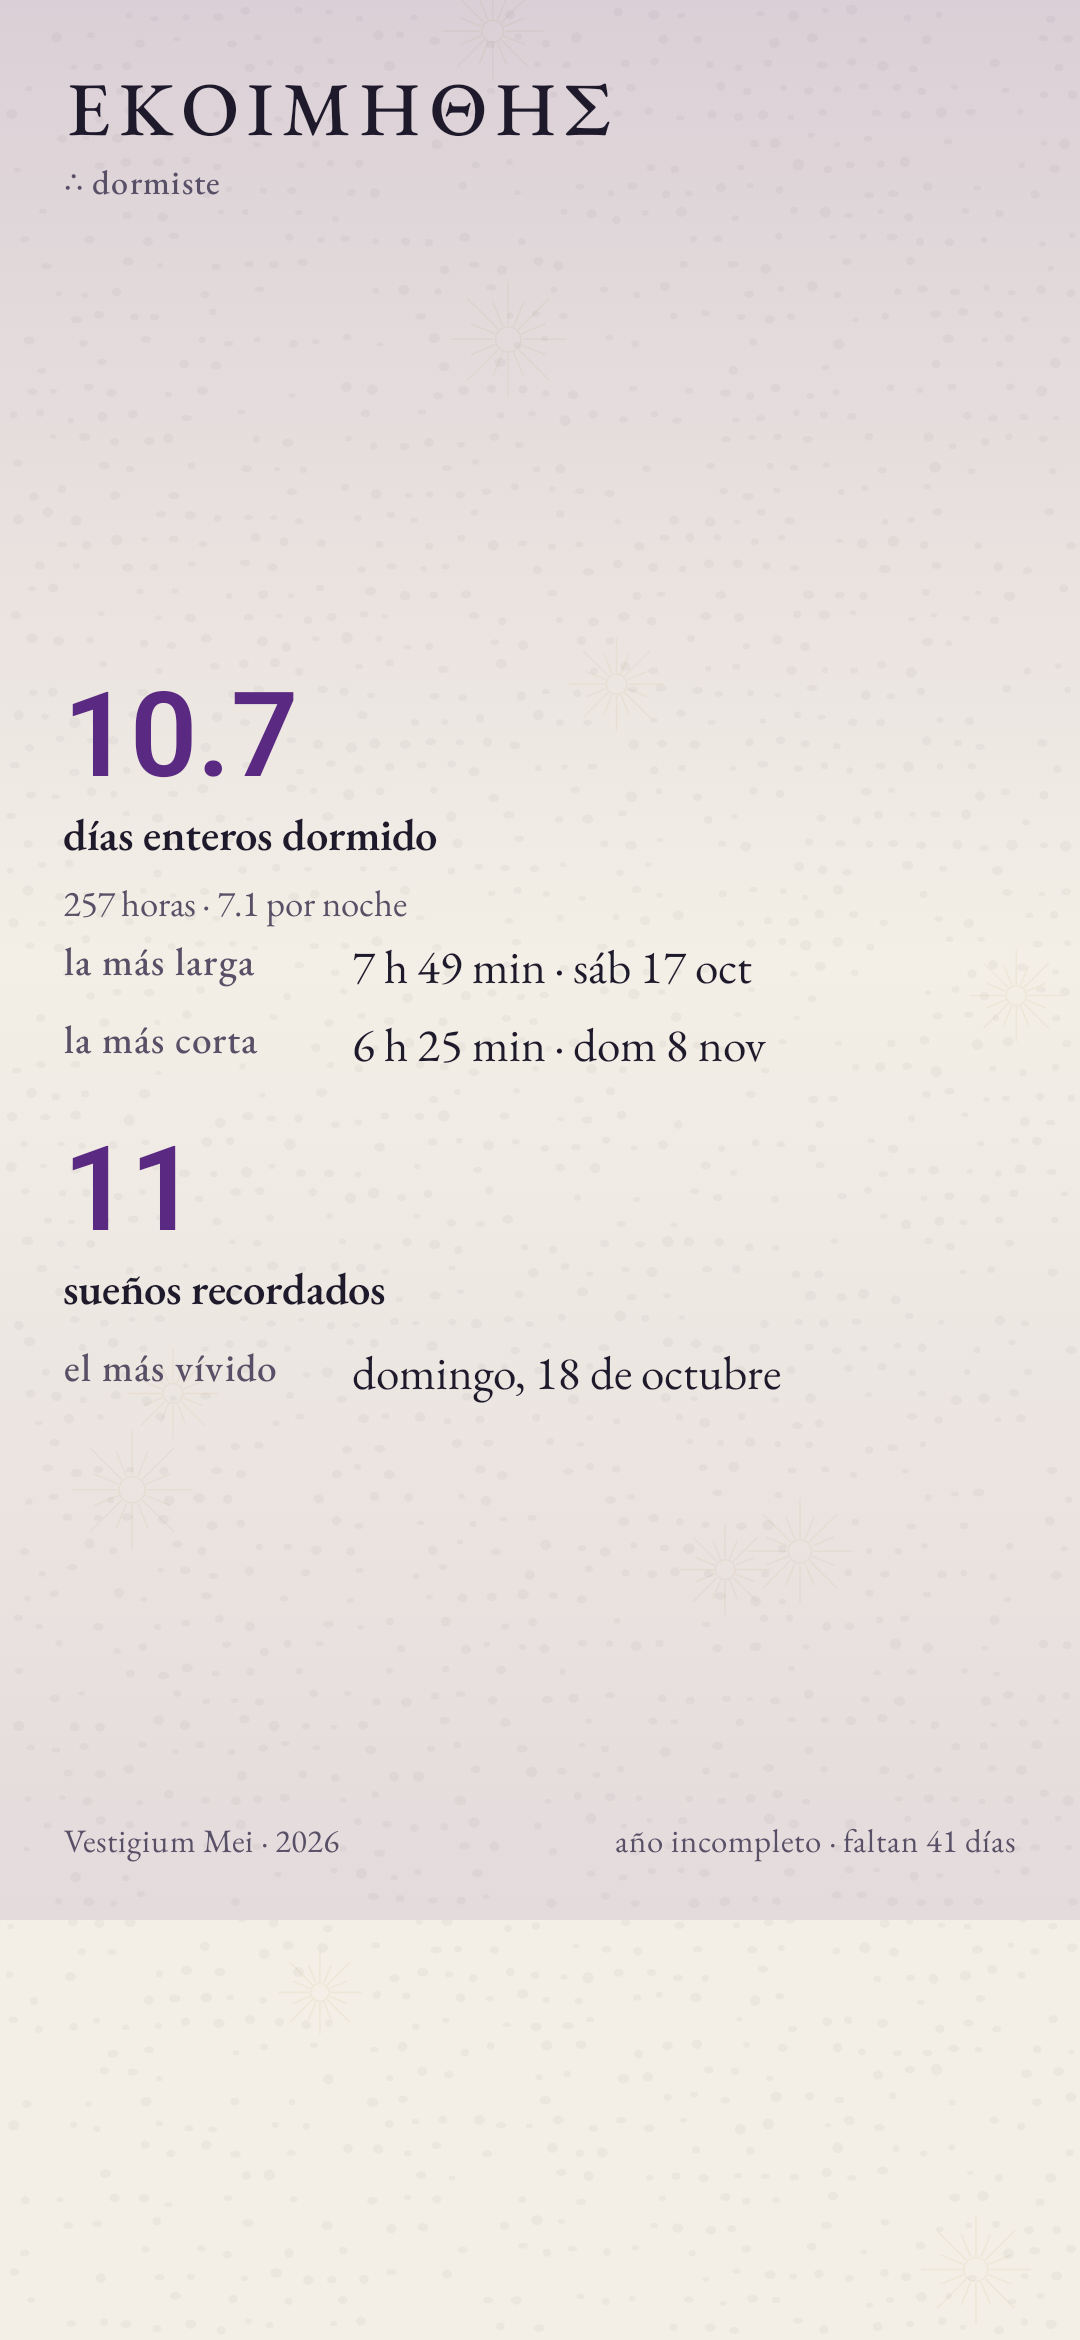 ΕΚΟΙΜΗΘΗΣ
∴ dormiste
10.7
días enteros dormido
257 horas · 7.1 por noche
la más larga 7 h 49 min · sáb 17 oct
la más corta 6 h 25 min · dom 8 nov
11
sueños recordados
el más vívido domingo, 18 de octubre
Vestigium Mei · 2026 año incompleto · faltan 41 días